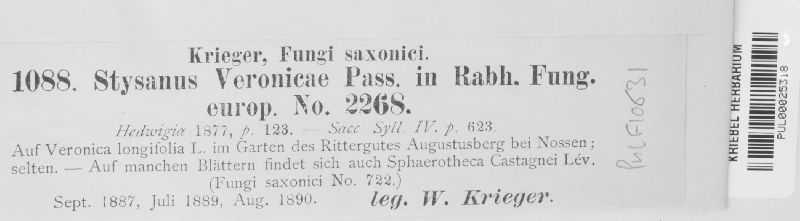 Krieger, Fungi saxonici.
1088. Stysanus Veronicae Pass. in Rabh. Fung.
europ. No. 2268.
Hedwigia 1877, p. 123. — Sacc. Syll. IV. p. 623.
Auf Veronica longifolia L. im Garten des Rittergutes Augustusberg bei Nossen;
selten. — Auf manchen Blättern findet sich auch Sphaerotheca Castagnei Lév.
(Fungi saxonici No. 722.)
Sept. 1887, Juli 1889, Aug. 1890. leg. W. Krieger.
PulF10631
KRIEBEL HERBARIUM
PUL00025318